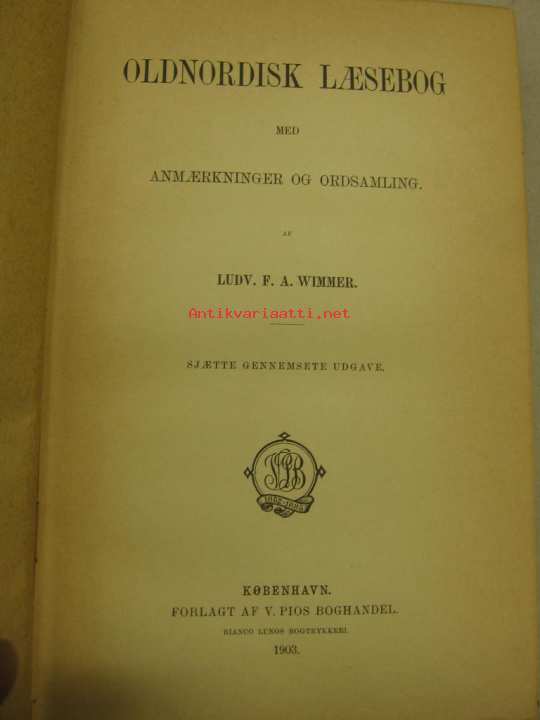 OLDNORDISK LÆSEBOG
MED
ANMÆRKNINGER OG ORDSAMLING.
AF
LUDV. F. A. WIMMER.
Antikvariaatti.net
SJÆTTE GENNEMSETE UDGAVE.
KØBENHAVN.
FORLAGT AF V. PIOS BOGHANDEL.
BIANCO LUNOS BOGTRYKKERI.
1903.